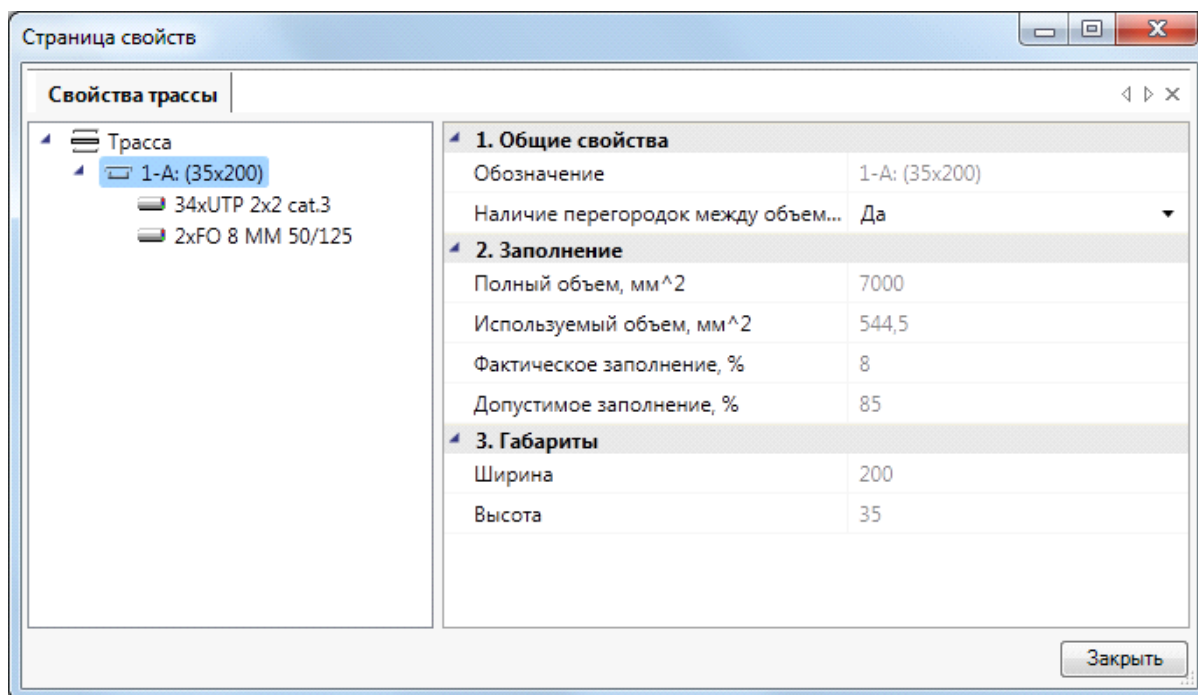 Страница свойств
Свойства трассы
Трасса
1-A: (35x200)
34xUTP 2x2 cat.3
2xFO 8 MM 50/125
1. Общие свойства
Обозначение 1-A: (35x200)
Наличие перегородок между объем... Да
2. Заполнение
Полный объем, мм^2 7000
Используемый объем, мм^2 544,5
Фактическое заполнение, % 8
Допустимое заполнение, % 85
3. Габариты
Ширина 200
Высота 35
Закрыть